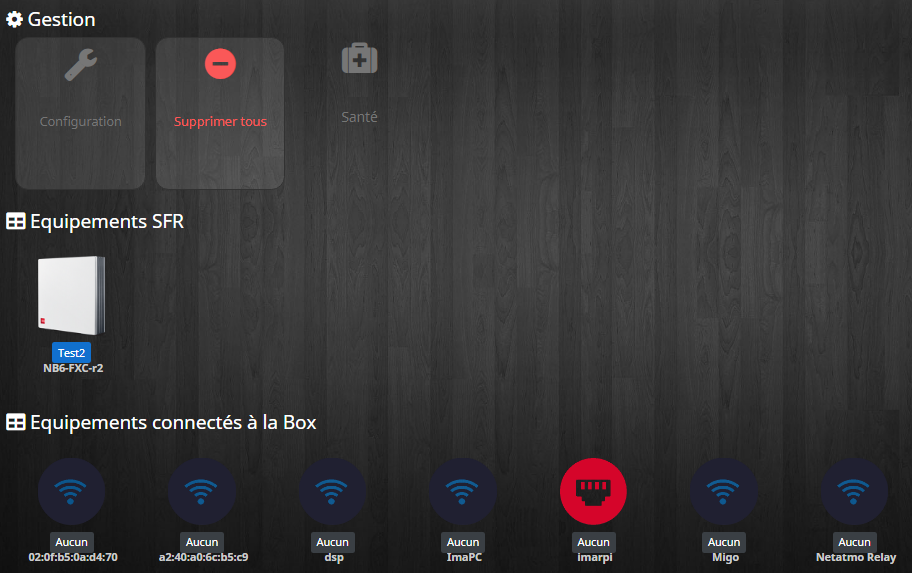 Gestion
Configuration
Supprimer tous
Santé
Equipements SFR
Test2
NB6-FXC-r2
Equipements connectés à la Box
Aucun Aucun Aucun Aucun Aucun Aucun Aucun
02:0f:b5:0a:d4:70 a2:40:a0:6c:b5:c9 dsp ImaPC imarpi Migo Netatmo Relay